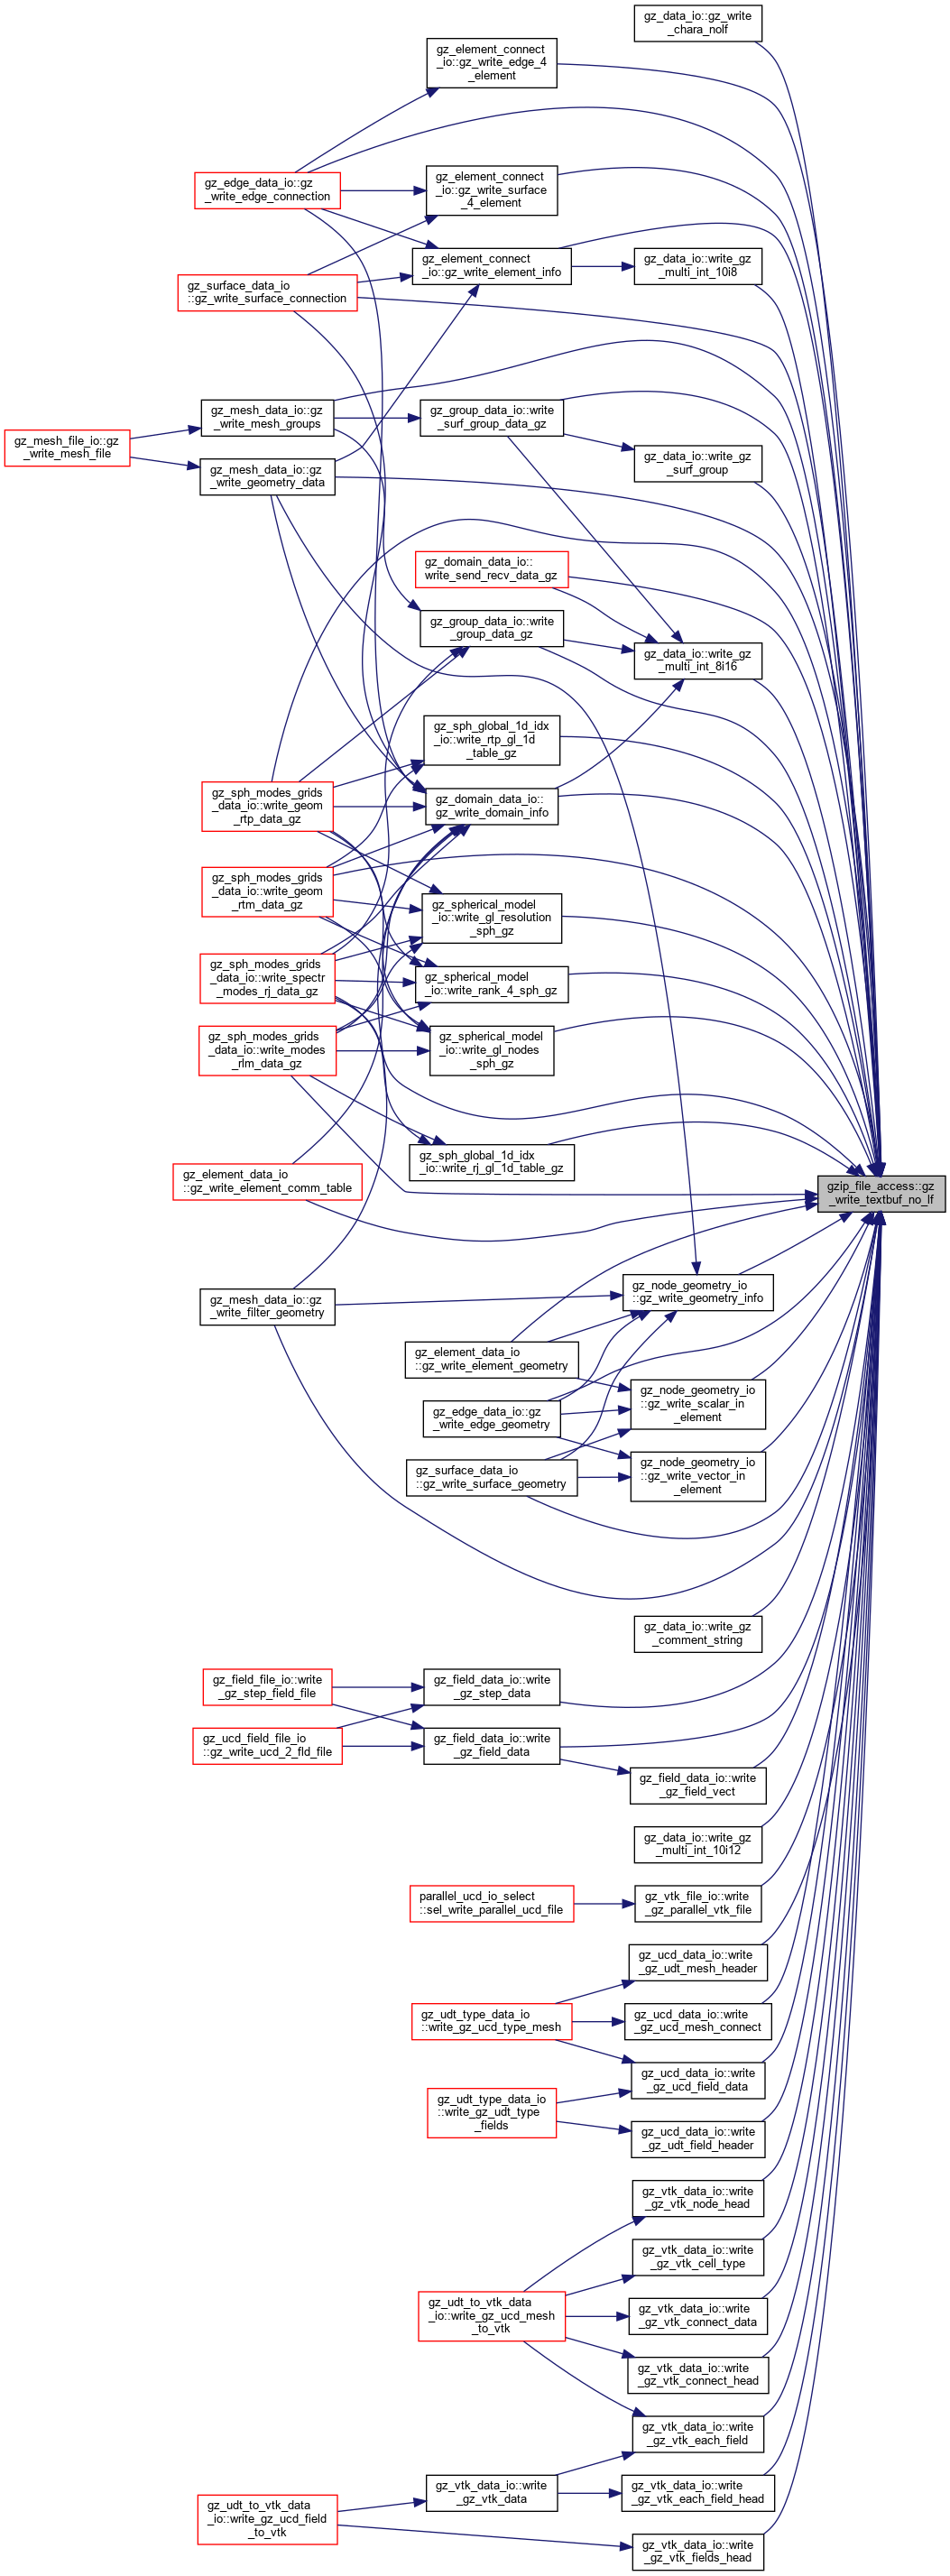 gz_data_io::gz_write
_chara_nolf
gz_element_connect
_io::gz_write_edge_4
_element
gz_edge_data_io::gz
_write_edge_connection
gz_element_connect
_io::gz_write_surface
_4_element
gz_element_connect
_io::gz_write_element_info
gz_data_io::write_gz
_multi_int_10i8
gz_surface_data_io
::gz_write_surface_connection
gz_mesh_data_io::gz
_write_mesh_groups
gz_group_data_io::write
_surf_group_data_gz
gz_mesh_file_io::gz
_write_mesh_file
gz_data_io::write_gz
_surf_group
gz_mesh_data_io::gz
_write_geometry_data
gz_domain_data_io::
write_send_recv_data_gz
gz_group_data_io::write
_group_data_gz
gz_data_io::write_gz
_multi_int_8i16
gz_sph_global_1d_idx
_io::write_rtp_gl_1d
_table_gz
gz_sph_modes_grids
_data_io::write_geom
_rtp_data_gz
gz_domain_data_io::
gz_write_domain_info
gz_sph_modes_grids
_data_io::write_geom
_rtm_data_gz
gz_spherical_model
_io::write_gl_resolution
_sph_gz
gz_sph_modes_grids
_data_io::write_spectr
_modes_rj_data_gz
gz_spherical_model
_io::write_rank_4_sph_gz
gz_sph_modes_grids
_data_io::write_modes
_rlm_data_gz
gz_spherical_model
_io::write_gl_nodes
_sph_gz
gz_sph_global_1d_idx
_io::write_rj_gl_1d_table_gz
gz_element_data_io
::gz_write_element_comm_table
gzip_file_access::gz
_write_textbuf_no_lf
gz_node_geometry_io
::gz_write_geometry_info
gz_mesh_data_io::gz
_write_filter_geometry
gz_element_data_io
::gz_write_element_geometry
gz_node_geometry_io
::gz_write_scalar_in
_element
gz_edge_data_io::gz
_write_edge_geometry
gz_surface_data_io
::gz_write_surface_geometry
gz_node_geometry_io
::gz_write_vector_in
_element
gz_data_io::write_gz
_comment_string
gz_field_file_io::write
_gz_step_field_file
gz_field_data_io::write
_gz_step_data
gz_ucd_field_file_io
::gz_write_ucd_2_fld_file
gz_field_data_io::write
_gz_field_data
gz_field_data_io::write
_gz_field_vect
gz_data_io::write_gz
_multi_int_10i12
parallel_ucd_io_select
::sel_write_parallel_ucd_file
gz_vtk_file_io::write
_gz_parallel_vtk_file
gz_ucd_data_io::write
_gz_udt_mesh_header
gz_udt_type_data_io
::write_gz_ucd_type_mesh
gz_ucd_data_io::write
_gz_ucd_mesh_connect
gz_ucd_data_io::write
_gz_ucd_field_data
gz_udt_type_data_io
::write_gz_udt_type
_fields
gz_ucd_data_io::write
_gz_udt_field_header
gz_vtk_data_io::write
_gz_vtk_node_head
gz_vtk_data_io::write
_gz_vtk_cell_type
gz_udt_to_vtk_data
_io::write_gz_ucd_mesh
_to_vtk
gz_vtk_data_io::write
_gz_vtk_connect_data
gz_vtk_data_io::write
_gz_vtk_connect_head
gz_vtk_data_io::write
_gz_vtk_each_field
gz_vtk_data_io::write
_gz_vtk_data
gz_vtk_data_io::write
_gz_vtk_each_field_head
gz_udt_to_vtk_data
_io::write_gz_ucd_field
_to_vtk
gz_vtk_data_io::write
_gz_vtk_fields_head